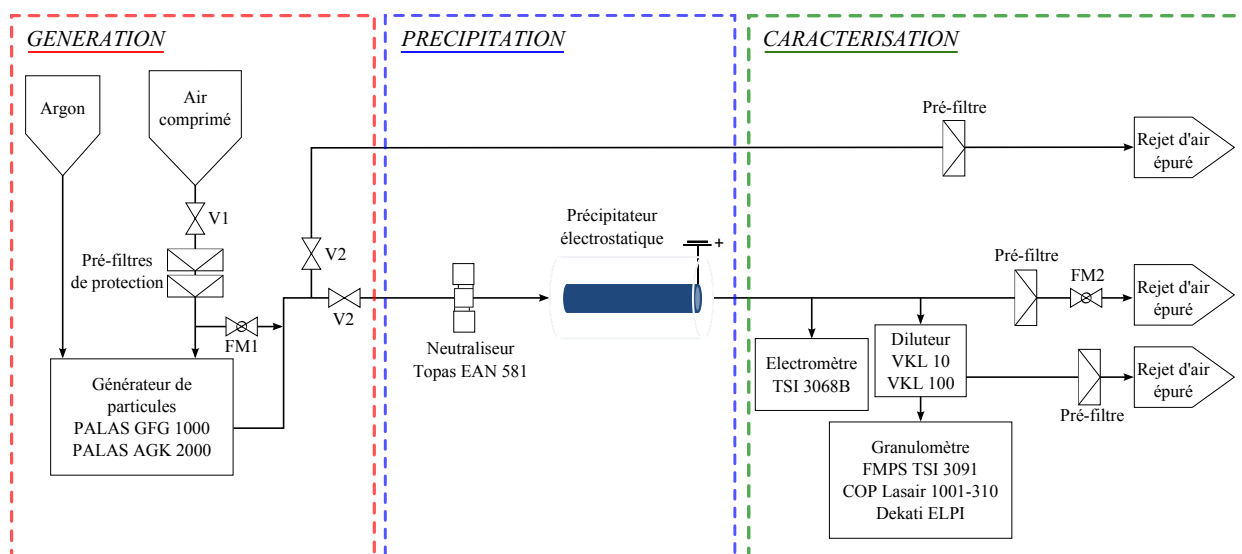 GENERATION
PRECIPITATION
CARACTERISATION
Argon
Air
comprimé
V1
Pré-filtres
de protection
FM1
Générateur de
particules
PALAS GFG 1000
PALAS AGK 2000
V2
V2
Neutraliseur
Topas EAN 581
Précipitateur
électrostatique
+
Pré-filtre
Rejet d'air
épuré
Pré-filtre
FM2
Rejet d'air
épuré
Electromètre
TSI 3068B
Diluteur
VKL 10
VKL 100
Pré-filtre
Rejet d'air
épuré
Granulomètre
FMPS TSI 3091
COP Lasair 1001-310
Dekati ELPI